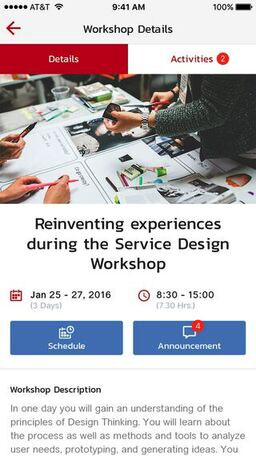 AT&T 9:41 AM 100%
Workshop Details
Details Activities 2
Reinventing experiences
during the Service Design
Workshop
Jan 25 - 27, 2016 8:30 - 15:00
(3 Days) (7.30 Hrs.)
4
Schedule Announcement
Workshop Description
In one day you will gain an understanding of the
principles of Design Thinking. You will learn about
the process as well as methods and tools to analyze
user needs, prototyping, and generating ideas. You